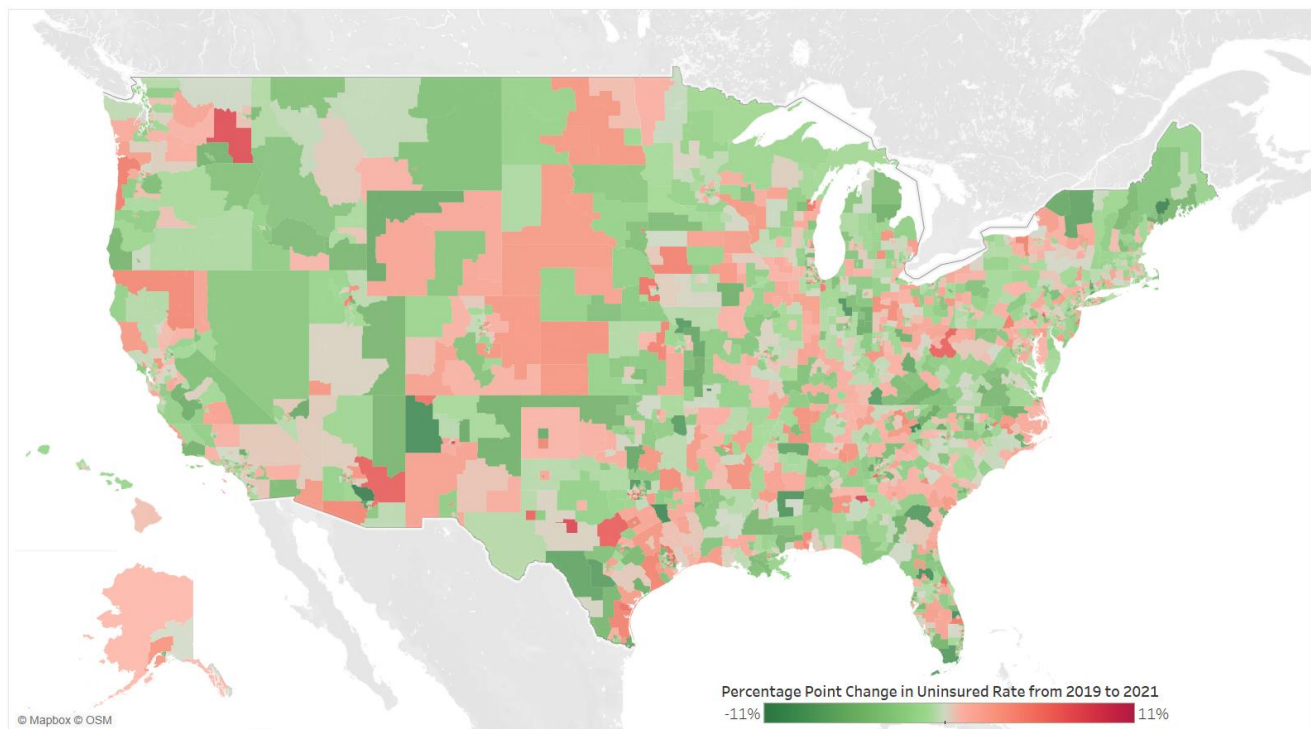 Percentage Point Change in Uninsured Rate from 2019 to 2021
-11% 11%
© Mapbox © OSM